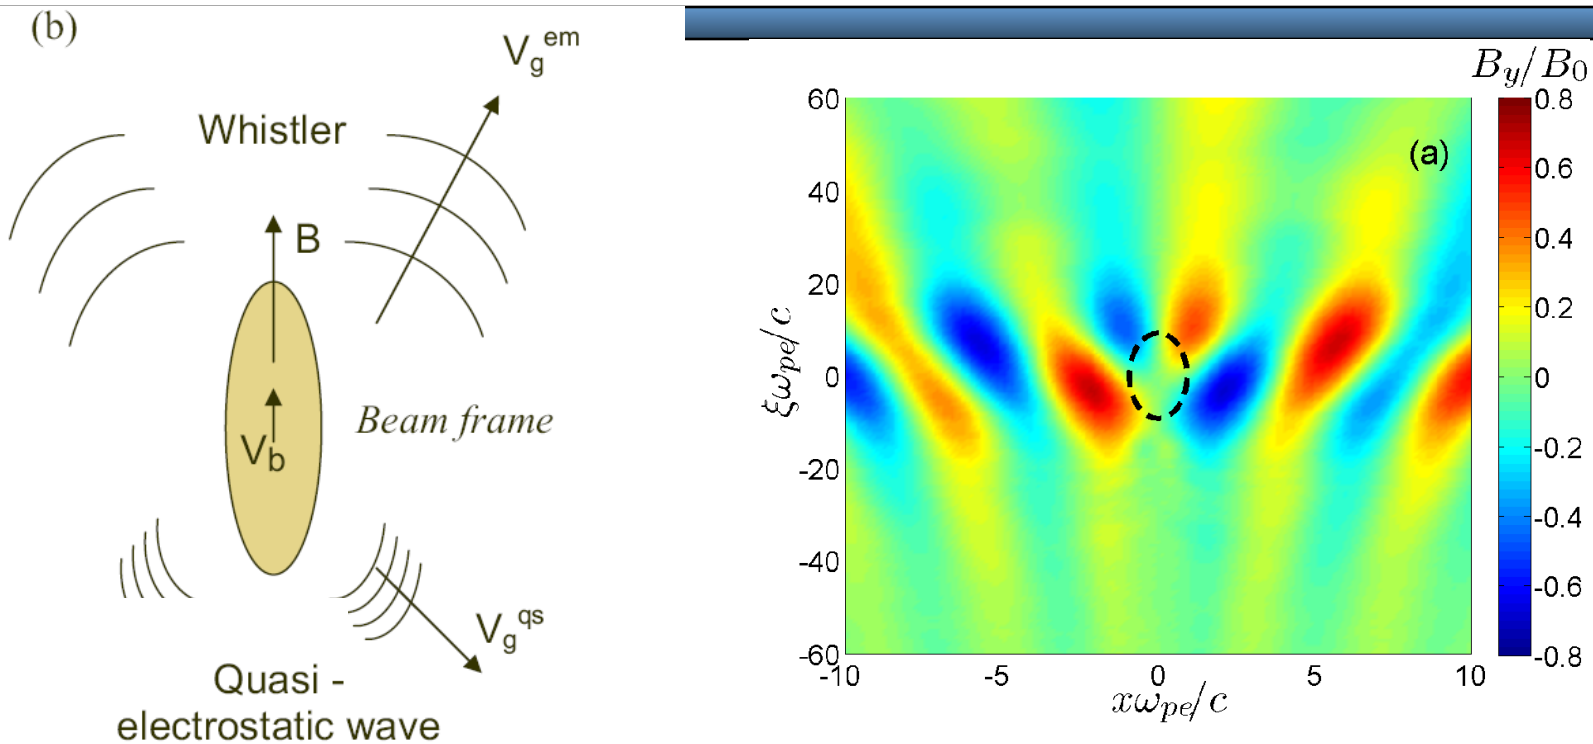 (b)
V_g^em
Whistler
B
V_b
Beam frame
V_g^qs
Quasi -
electrostatic wave
B_y/B_0
(a)
60
40
20
0
-20
-40
-60
ξω_pe/c
-10
-5
0
5
10
xω_pe/c
0.8
0.6
0.4
0.2
0
-0.2
-0.4
-0.6
-0.8